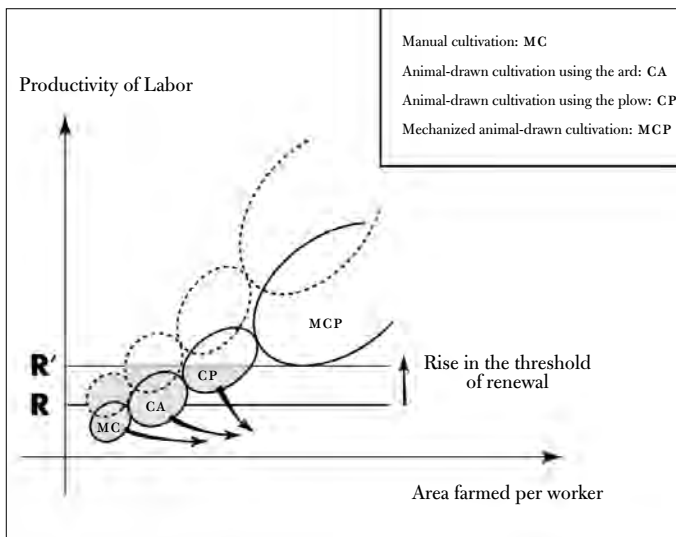 Manual cultivation: MC
Animal-drawn cultivation using the ard: CA
Animal-drawn cultivation using the plow: CP
Mechanized animal-drawn cultivation: MCP
Productivity of Labor
MCP
R′
CP
Rise in the threshold
of renewal
R
CA
MC
Area farmed per worker